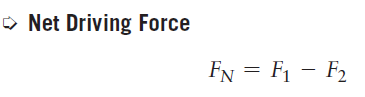 ➪ Net Driving Force
F_N = F_1 − F_2